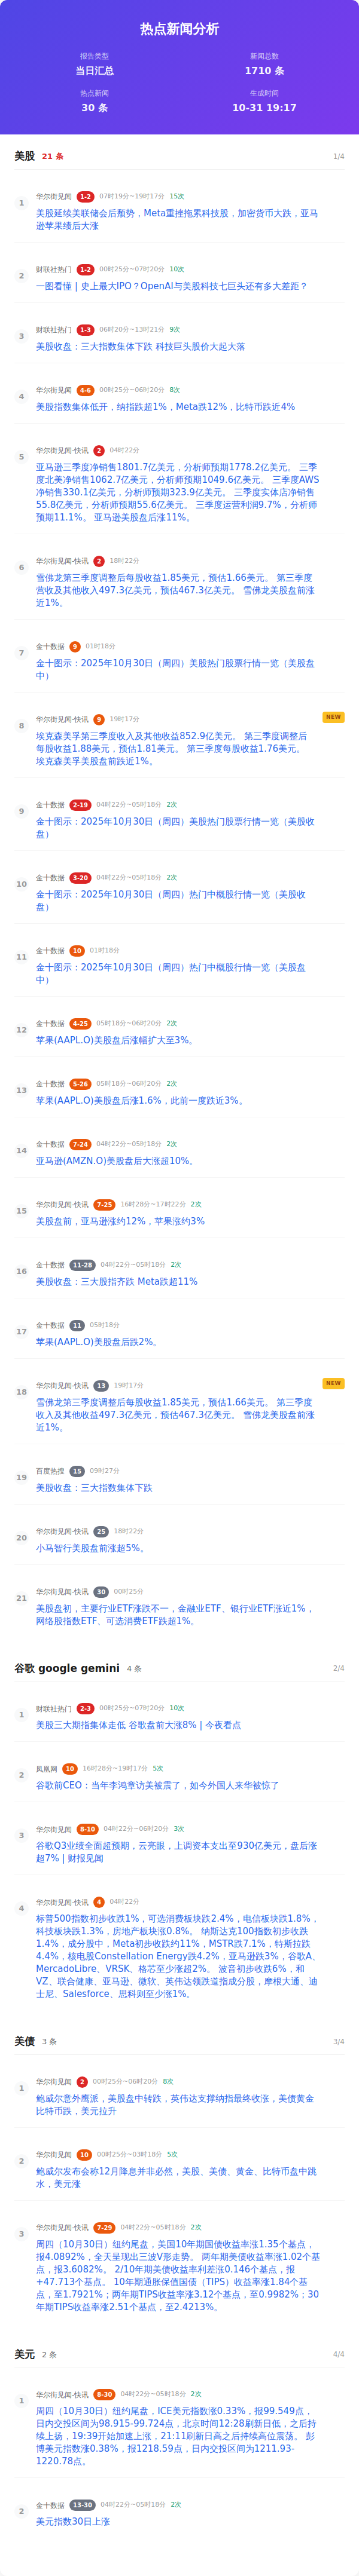 热点新闻分析
报告类型
当日汇总
新闻总数
1710 条
热点新闻
30 条
生成时间
10-31 19:17
美股 21 条 1/4
1
华尔街见闻 1-2 07时19分~19时17分 15次
美股延续美联储会后颓势，Meta重挫拖累科技股，加密货币大跌，亚马
逊苹果绩后大涨
2
财联社热门 1-2 00时25分~07时20分 10次
一图看懂 | 史上最大IPO？OpenAI与美股科技七巨头还有多大差距？
3
财联社热门 1-3 06时20分~13时21分 9次
美股收盘：三大指数集体下跌 科技巨头股价大起大落
4
华尔街见闻 4-6 00时25分~06时20分 8次
美股指数集体低开，纳指跌超1%，Meta跌12%，比特币跌近4%
5
华尔街见闻-快讯 2 04时22分
亚马逊三季度净销售1801.7亿美元，分析师预期1778.2亿美元。 三季
度北美净销售1062.7亿美元，分析师预期1049.6亿美元。 三季度AWS
净销售330.1亿美元，分析师预期323.9亿美元。 三季度实体店净销售
55.8亿美元，分析师预期55.6亿美元。 三季度运营利润9.7%，分析师
预期11.1%。 亚马逊美股盘后涨11%。
6
华尔街见闻-快讯 2 18时22分
雪佛龙第三季度调整后每股收益1.85美元，预估1.66美元。 第三季度
营收及其他收入497.3亿美元，预估467.3亿美元。 雪佛龙美股盘前涨
近1%。
7
金十数据 9 01时18分
金十图示：2025年10月30日（周四）美股热门股票行情一览（美股盘
中）
8
华尔街见闻-快讯 9 19时17分
NEW
埃克森美孚第三季度收入及其他收益852.9亿美元。 第三季度调整后
每股收益1.88美元，预估1.81美元。 第三季度每股收益1.76美元。
埃克森美孚美股盘前跌近1%。
9
金十数据 2-19 04时22分~05时18分 2次
金十图示：2025年10月30日（周四）美股热门股票行情一览（美股收
盘）
10
金十数据 3-20 04时22分~05时18分 2次
金十图示：2025年10月30日（周四）热门中概股行情一览（美股收
盘）
11
金十数据 10 01时18分
金十图示：2025年10月30日（周四）热门中概股行情一览（美股盘
中）
12
金十数据 4-25 05时18分~06时20分 2次
苹果(AAPL.O)美股盘后涨幅扩大至3%。
13
金十数据 5-26 05时18分~06时20分 2次
苹果(AAPL.O)美股盘后涨1.6%，此前一度跌近3%。
14
金十数据 7-24 04时22分~05时18分 2次
亚马逊(AMZN.O)美股盘后大涨超10%。
15
华尔街见闻-快讯 7-25 16时28分~17时22分 2次
美股盘前，亚马逊涨约12%，苹果涨约3%
16
金十数据 11-28 04时22分~05时18分 2次
美股收盘：三大股指齐跌 Meta跌超11%
17
金十数据 11 05时18分
苹果(AAPL.O)美股盘后跌2%。
18
华尔街见闻-快讯 13 19时17分
NEW
雪佛龙第三季度调整后每股收益1.85美元，预估1.66美元。 第三季度
收入及其他收益497.3亿美元，预估467.3亿美元。 雪佛龙美股盘前涨
近1%。
19
百度热搜 15 09时27分
美股收盘：三大指数集体下跌
20
华尔街见闻-快讯 25 18时22分
小马智行美股盘前涨超5%。
21
华尔街见闻-快讯 30 00时25分
美股盘初，主要行业ETF涨跌不一，金融业ETF、银行业ETF涨近1%，
网络股指数ETF、可选消费ETF跌超1%。
谷歌 google gemini 4 条 2/4
1
财联社热门 2-3 00时25分~07时20分 10次
美股三大期指集体走低 谷歌盘前大涨8% | 今夜看点
2
凤凰网 10 16时28分~19时17分 5次
谷歌前CEO：当年李鸿章访美被震了，如今外国人来华被惊了
3
华尔街见闻 8-10 04时22分~06时20分 3次
谷歌Q3业绩全面超预期，云亮眼，上调资本支出至930亿美元，盘后涨
超7% | 财报见闻
4
华尔街见闻-快讯 4 04时22分
标普500指数初步收跌1%，可选消费板块跌2.4%，电信板块跌1.8%，
科技板块跌1.3%，房地产板块涨0.8%。 纳斯达克100指数初步收跌
1.4%，成分股中，Meta初步收跌约11%，MSTR跌7.1%，特斯拉跌
4.4%，核电股Constellation Energy跌4.2%，亚马逊跌3%，谷歌A、
MercadoLibre、VRSK、格芯至少涨超2%。 波音初步收跌6%，和
VZ、联合健康、亚马逊、微软、英伟达领跌道指成分股，摩根大通、迪
士尼、Salesforce、思科则至少涨1%。
美债 3 条 3/4
1
华尔街见闻 2 00时25分~06时20分 8次
鲍威尔意外鹰派，美股盘中转跌，英伟达支撑纳指最终收涨，美债黄金
比特币跌，美元拉升
2
华尔街见闻 10 00时25分~03时18分 5次
鲍威尔发布会称12月降息并非必然，美股、美债、黄金、比特币盘中跳
水，美元涨
3
华尔街见闻-快讯 7-29 04时22分~05时18分 2次
周四（10月30日）纽约尾盘，美国10年期国债收益率涨1.35个基点，
报4.0892%，全天呈现出三波V形走势。 两年期美债收益率涨1.02个基
点，报3.6082%。 2/10年期美债收益率利差涨0.146个基点，报
+47.713个基点。 10年期通胀保值国债（TIPS）收益率涨1.84个基
点，至1.7921%；两年期TIPS收益率涨3.12个基点，至0.9982%；30
年期TIPS收益率涨2.51个基点，至2.4213%。
美元 2 条 4/4
1
华尔街见闻-快讯 8-30 04时22分~05时18分 2次
周四（10月30日）纽约尾盘，ICE美元指数涨0.33%，报99.549点，
日内交投区间为98.915-99.724点，北京时间12:28刷新日低，之后持
续上扬，19:39开始加速上涨，21:11刷新日高之后持续高位震荡。 彭
博美元指数涨0.38%，报1218.59点，日内交投区间为1211.93-
1220.78点。
2
金十数据 13-30 04时22分~05时18分 2次
美元指数30日上涨